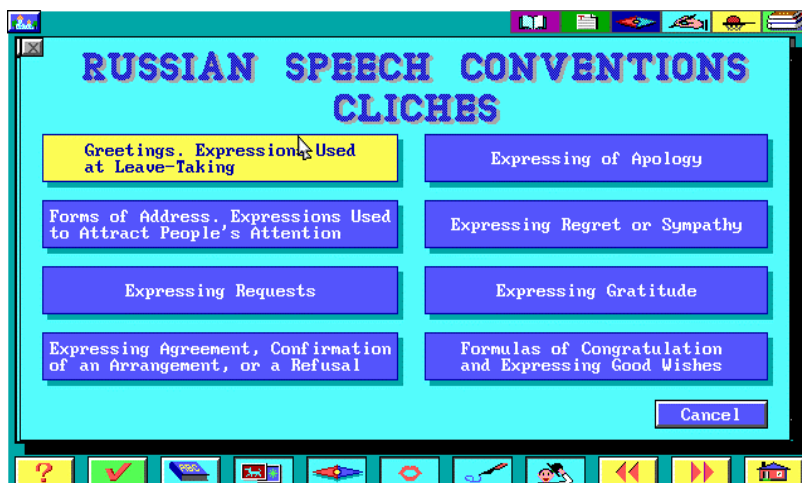 RUSSIAN SPEECH CONVENTIONS
CLICHES
Greetings. Expressions Used
at Leave-Taking
Expressing of Apology
Forms of Address. Expressions Used
to Attract People's Attention
Expressing Regret or Sympathy
Expressing Requests
Expressing Gratitude
Expressing Agreement, Confirmation
of an Arrangement, or a Refusal
Formulas of Congratulation
and Expressing Good Wishes
Cancel
?
ABC